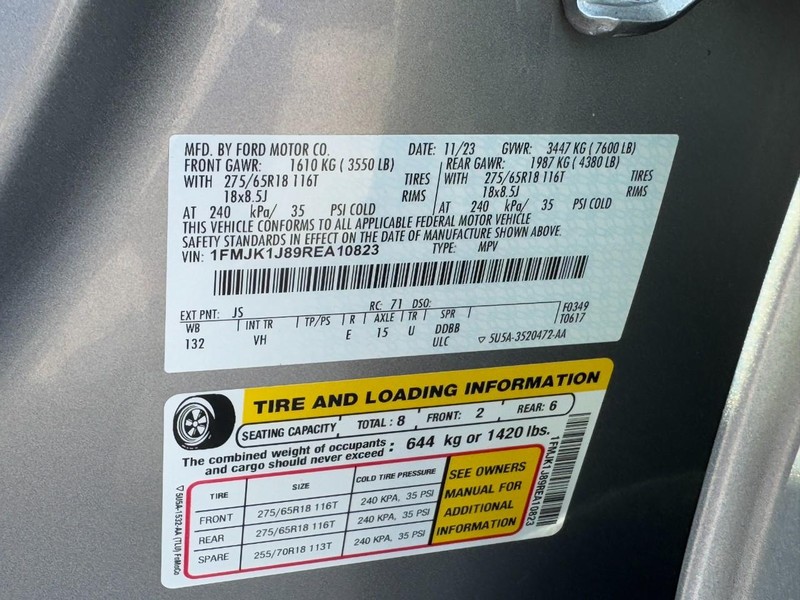 MFD. BY FORD MOTOR CO. DATE: 11/23 GVWR: 3447 KG ( 7600 LB)
FRONT GAWR: 1610 KG ( 3550 LB) REAR GAWR: 1987 KG ( 4380 LB)
WITH 275/65R18 116T TIRES WITH 275/65R18 116T TIRES
18x8.5J RIMS 18x8.5J RIMS
AT 240 kPa/ 35 PSI COLD AT 240 kPa/ 35 PSI COLD
THIS VEHICLE CONFORMS TO ALL APPLICABLE FEDERAL MOTOR VEHICLE
SAFETY STANDARDS IN EFFECT ON THE DATE OF MANUFACTURE SHOWN ABOVE.
VIN: 1FMJK1J89REA10823 TYPE: MPV
EXT PNT: JS RC: 71 DSO: F0349
WB INT TR TP/PS R AXLE TR SPR T0617
132 VH E 15 U DDBB
ULC ▽ 5U5A-3520472-AA
TIRE AND LOADING INFORMATION
SEATING CAPACITY TOTAL : 8 FRONT: 2 REAR: 6
The combined weight of occupants
and cargo should never exceed : 644 kg or 1420 lbs.
TIRE SIZE COLD TIRE PRESSURE
FRONT 275/65R18 116T 240 KPA, 35 PSI
REAR 275/65R18 116T 240 KPA, 35 PSI
SPARE 255/70R18 113T 240 KPA, 35 PSI
SEE OWNERS
MANUAL FOR
ADDITIONAL
INFORMATION
▽ 5U5A-1532-AA (TLU) FoMoCo
1FMJK1J89REA10823